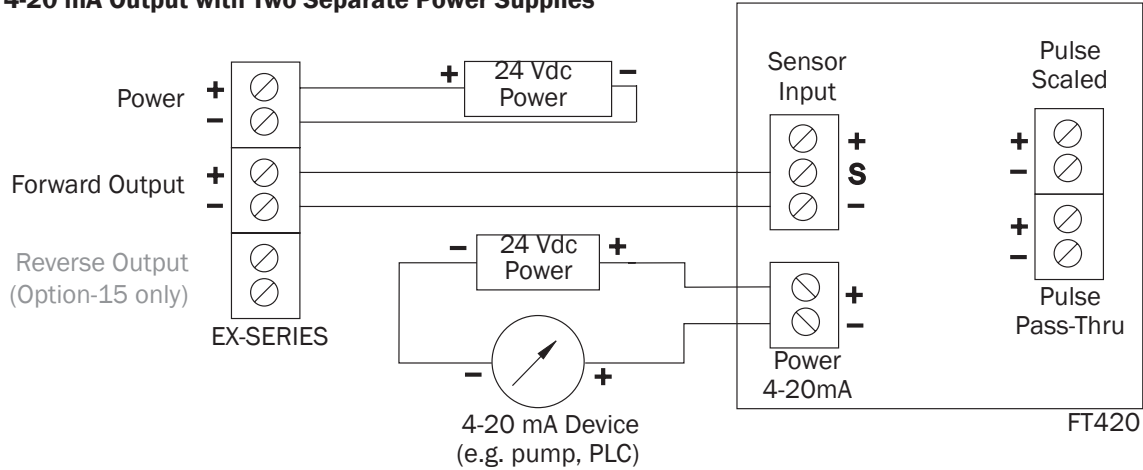 4-20 mA Output with Two Separate Power Supplies
Power
+
−
+ 24 Vdc −
Power
Forward Output
+
−
Reverse Output
(Option-15 only)
EX-SERIES
Sensor
Input
+
S
−
− 24 Vdc +
Power
− +
4-20 mA Device
(e.g. pump, PLC)
+
−
Power
4-20mA
Pulse
Scaled
+
−
+
−
Pulse
Pass-Thru
FT420